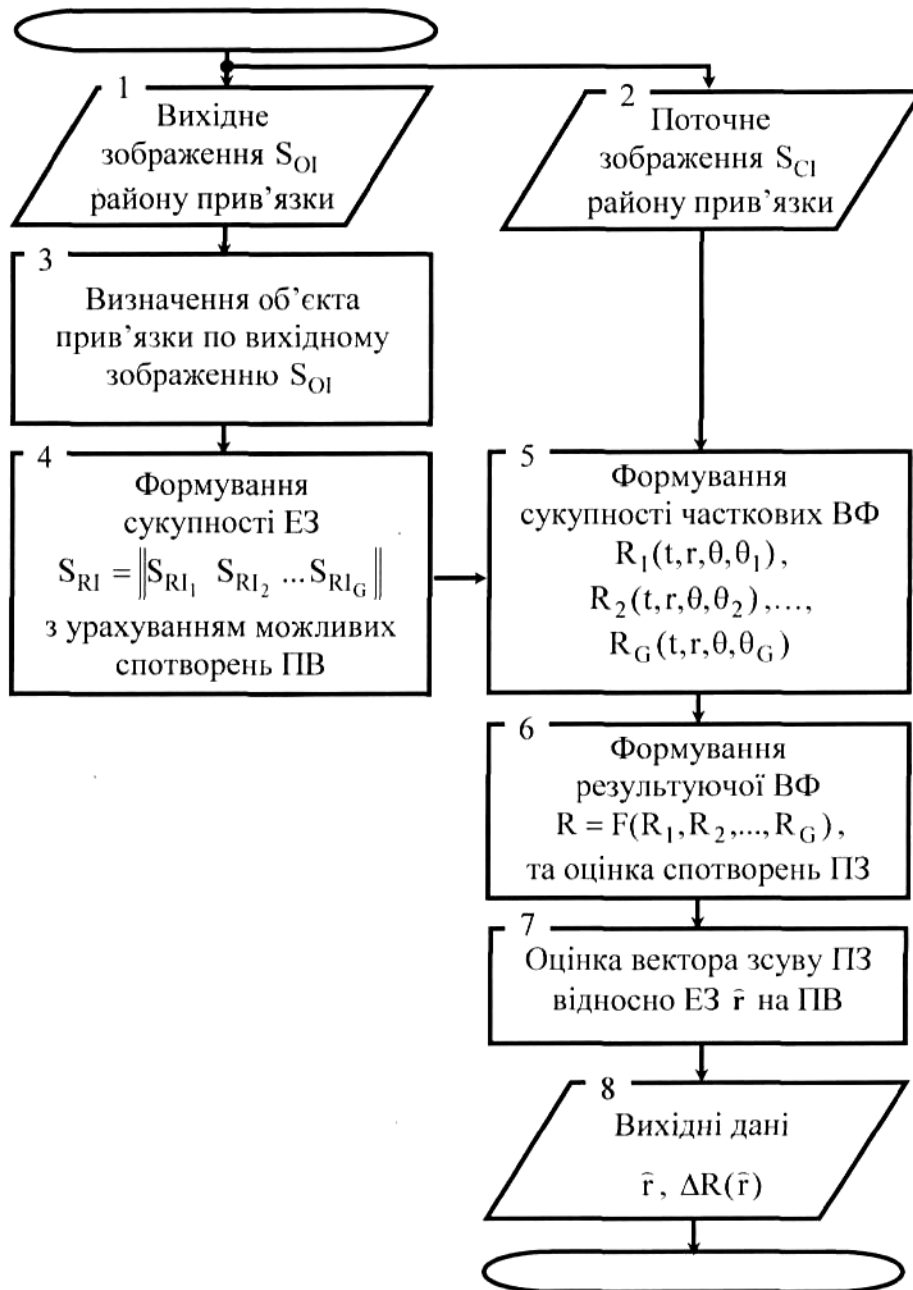 1
Вихідне
зображення S_OI
району прив’язки
2
Поточне
зображення S_CI
району прив’язки
3
Визначення об’єкта
прив’язки по вихідному
зображенню S_OI
4
Формування
сукупності ЕЗ
S_RI = ‖S_RI_1 S_RI_2 ... S_RI_G‖
з урахуванням можливих
спотворень ПВ
5
Формування
сукупності часткових ВФ
R_1(t,r,θ,θ_1),
R_2(t,r,θ,θ_2),...,
R_G(t,r,θ,θ_G)
6
Формування
результуючої ВФ
R = F(R_1,R_2,...,R_G),
та оцінка спотворень ПЗ
7
Оцінка вектора зсуву ПЗ
відносно ЕЗ r̂ на ПВ
8
Вихідні дані
r̂, ΔR(r̂)